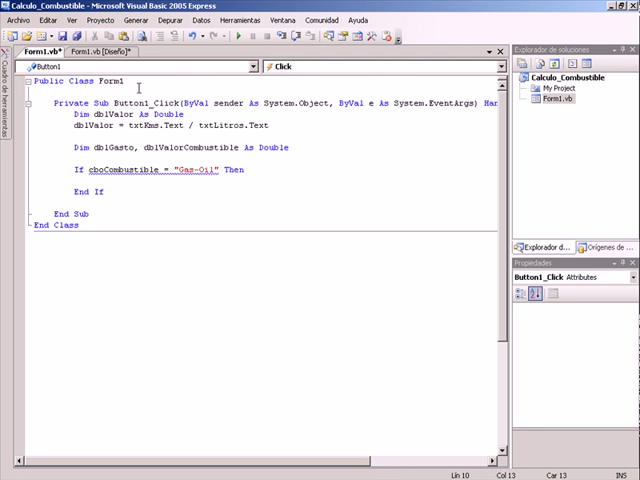 Calculo_Combustible - Microsoft Visual Basic 2005 Express
Archivo Editar Ver Proyecto Generar Depurar Datos Herramientas Ventana Comunidad Ayuda
Form1.vb* Form1.vb [Diseño]*
Button1 Click
Cuadro de herramientas
Public Class Form1
Private Sub Button1_Click(ByVal sender As System.Object, ByVal e As System.EventArgs) Han
Dim dblValor As Double
dblValor = txtKms.Text / txtLitros.Text
Dim dblGasto, dblValorCombustible As Double
If cboCombustible = "Gas-Oil" Then
End If
End Sub
End Class
Explorador de soluciones
Calculo_Combustible
My Project
Form1.vb
Explorador d... Orígenes de...
Propiedades
Button1_Click Attributes
Lín 10 Col 13 Car 13 INS